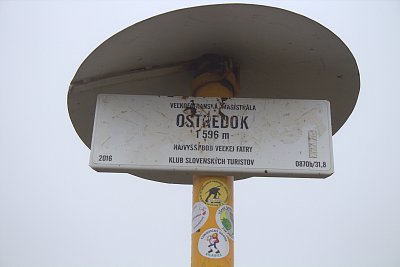 VEĽKOFATRANSKÁ MAGISTRÁLA
OSTREDOK
1 596 m
NAJVYŠŠÍ BOD VEĽKEJ FATRY
2016 KLUB SLOVENSKÝCH TURISTOV 0870b/31,8